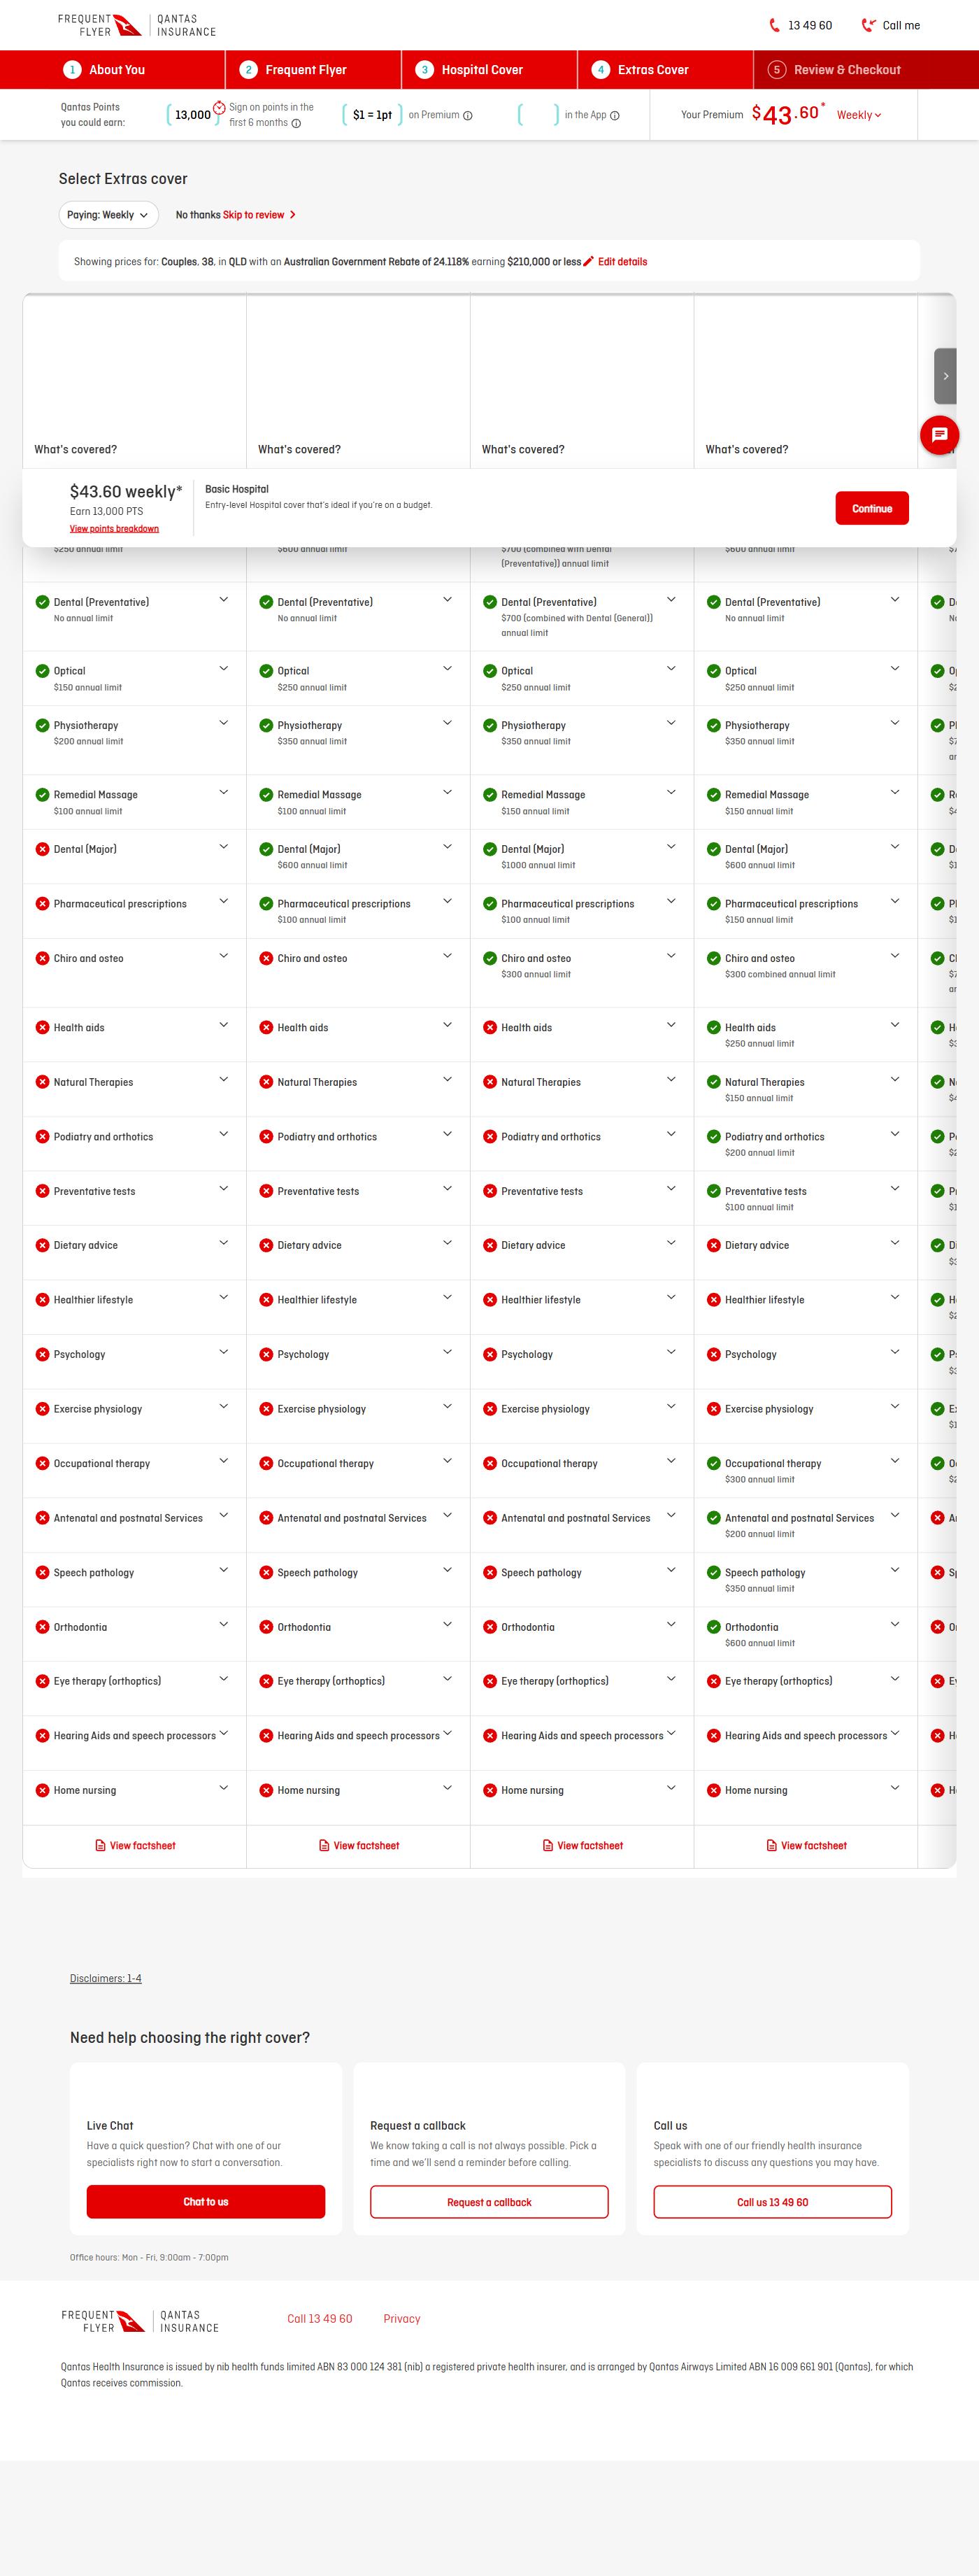 FREQUENT FLYER | QANTAS INSURANCE
13 49 60
Call me
1 About You
2 Frequent Flyer
3 Hospital Cover
4 Extras Cover
5 Review & Checkout
Qantas Points you could earn:
13,000 Sign on points in the first 6 months
$1 = 1pt on Premium
in the App
Your Premium $43.60* Weekly
Select Extras cover
Paying: Weekly
No thanks Skip to review
Showing prices for: Couples, 38, in QLD with an Australian Government Rebate of 24.118% earning $210,000 or less Edit details
What's covered? What's covered? What's covered? What's covered?
$43.60 weekly*
Earn 13,000 PTS
View points breakdown
Basic Hospital
Entry-level Hospital cover that's ideal if you're on a budget.
Continue
$250 annual limit $600 annual limit $700 (combined with Dental (Preventative)) annual limit $600 annual limit
Dental (Preventative) Dental (Preventative) Dental (Preventative) Dental (Preventative)
No annual limit No annual limit $700 (combined with Dental (General)) annual limit No annual limit
Optical Optical Optical Optical
$150 annual limit $250 annual limit $250 annual limit $250 annual limit
Physiotherapy Physiotherapy Physiotherapy Physiotherapy
$200 annual limit $350 annual limit $350 annual limit $350 annual limit
Remedial Massage Remedial Massage Remedial Massage Remedial Massage
$100 annual limit $100 annual limit $150 annual limit $150 annual limit
Dental (Major) Dental (Major) Dental (Major) Dental (Major)
$600 annual limit $1000 annual limit $600 annual limit
Pharmaceutical prescriptions Pharmaceutical prescriptions Pharmaceutical prescriptions Pharmaceutical prescriptions
$100 annual limit $100 annual limit $150 annual limit
Chiro and osteo Chiro and osteo Chiro and osteo Chiro and osteo
$300 annual limit $300 combined annual limit
Health aids Health aids Health aids Health aids
$250 annual limit
Natural Therapies Natural Therapies Natural Therapies Natural Therapies
$150 annual limit
Podiatry and orthotics Podiatry and orthotics Podiatry and orthotics Podiatry and orthotics
$200 annual limit
Preventative tests Preventative tests Preventative tests Preventative tests
$100 annual limit
Dietary advice Dietary advice Dietary advice Dietary advice
Healthier lifestyle Healthier lifestyle Healthier lifestyle Healthier lifestyle
Psychology Psychology Psychology Psychology
Exercise physiology Exercise physiology Exercise physiology Exercise physiology
Occupational therapy Occupational therapy Occupational therapy Occupational therapy
$300 annual limit
Antenatal and postnatal Services Antenatal and postnatal Services Antenatal and postnatal Services Antenatal and postnatal Services
$200 annual limit
Speech pathology Speech pathology Speech pathology Speech pathology
$350 annual limit
Orthodontia Orthodontia Orthodontia Orthodontia
$600 annual limit
Eye therapy (orthoptics) Eye therapy (orthoptics) Eye therapy (orthoptics) Eye therapy (orthoptics)
Hearing Aids and speech processors Hearing Aids and speech processors Hearing Aids and speech processors Hearing Aids and speech processors
Home nursing Home nursing Home nursing Home nursing
View factsheet View factsheet View factsheet View factsheet
Disclaimers: 1-4
Need help choosing the right cover?
Live Chat
Have a quick question? Chat with one of our
specialists right now to start a conversation.
Chat to us
Request a callback
We know taking a call is not always possible. Pick a
time and we'll send a reminder before calling.
Request a callback
Call us
Speak with one of our friendly health insurance
specialists to discuss any questions you may have.
Call us 13 49 60
Office hours: Mon - Fri, 9:00am - 7:00pm
FREQUENT FLYER | QANTAS INSURANCE
Call 13 49 60
Privacy
Qantas Health Insurance is issued by nib health funds limited ABN 83 000 124 381 (nib) a registered private health insurer, and is arranged by Qantas Airways Limited ABN 16 009 661 901 (Qantas), for which
Qantas receives commission.